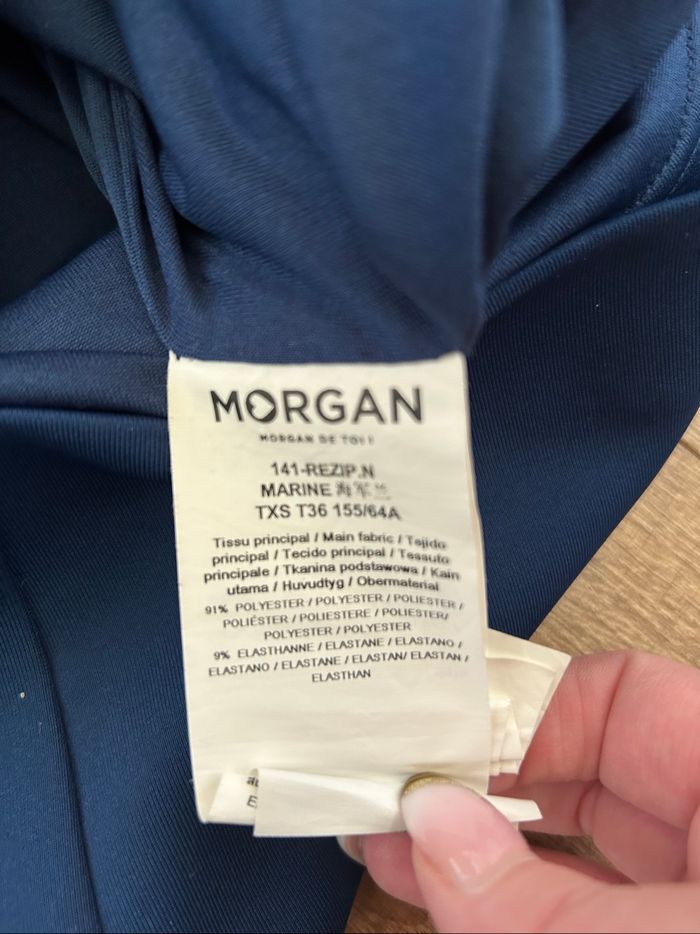 MORGAN
MORGAN DE TOI !
141-REZIP.N
MARINE 海军兰
TXS T36 155/64A
Tissu principal / Main fabric / Tejido
principal / Tecido principal / Tessuto
principale / Tkanina podstawowa / Kain
utama / Huvudtyg / Obermaterial
91% POLYESTER / POLYESTER / POLIESTER /
POLIÉSTER / POLIESTERE / POLIESTER/
POLYESTER / POLYESTER
9% ELASTHANNE / ELASTANE / ELASTANO /
ELASTANO / ELASTANE / ELASTAN/ ELASTAN /
ELASTHAN